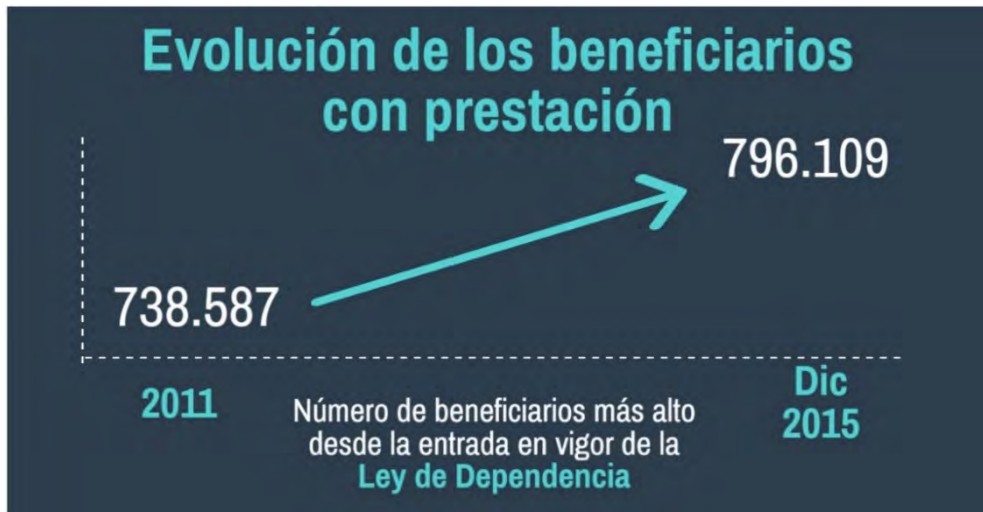 Evolución de los beneficiarios
con prestación
796.109
738.587
2011
Dic
2015
Número de beneficiarios más alto
desde la entrada en vigor de la
Ley de Dependencia